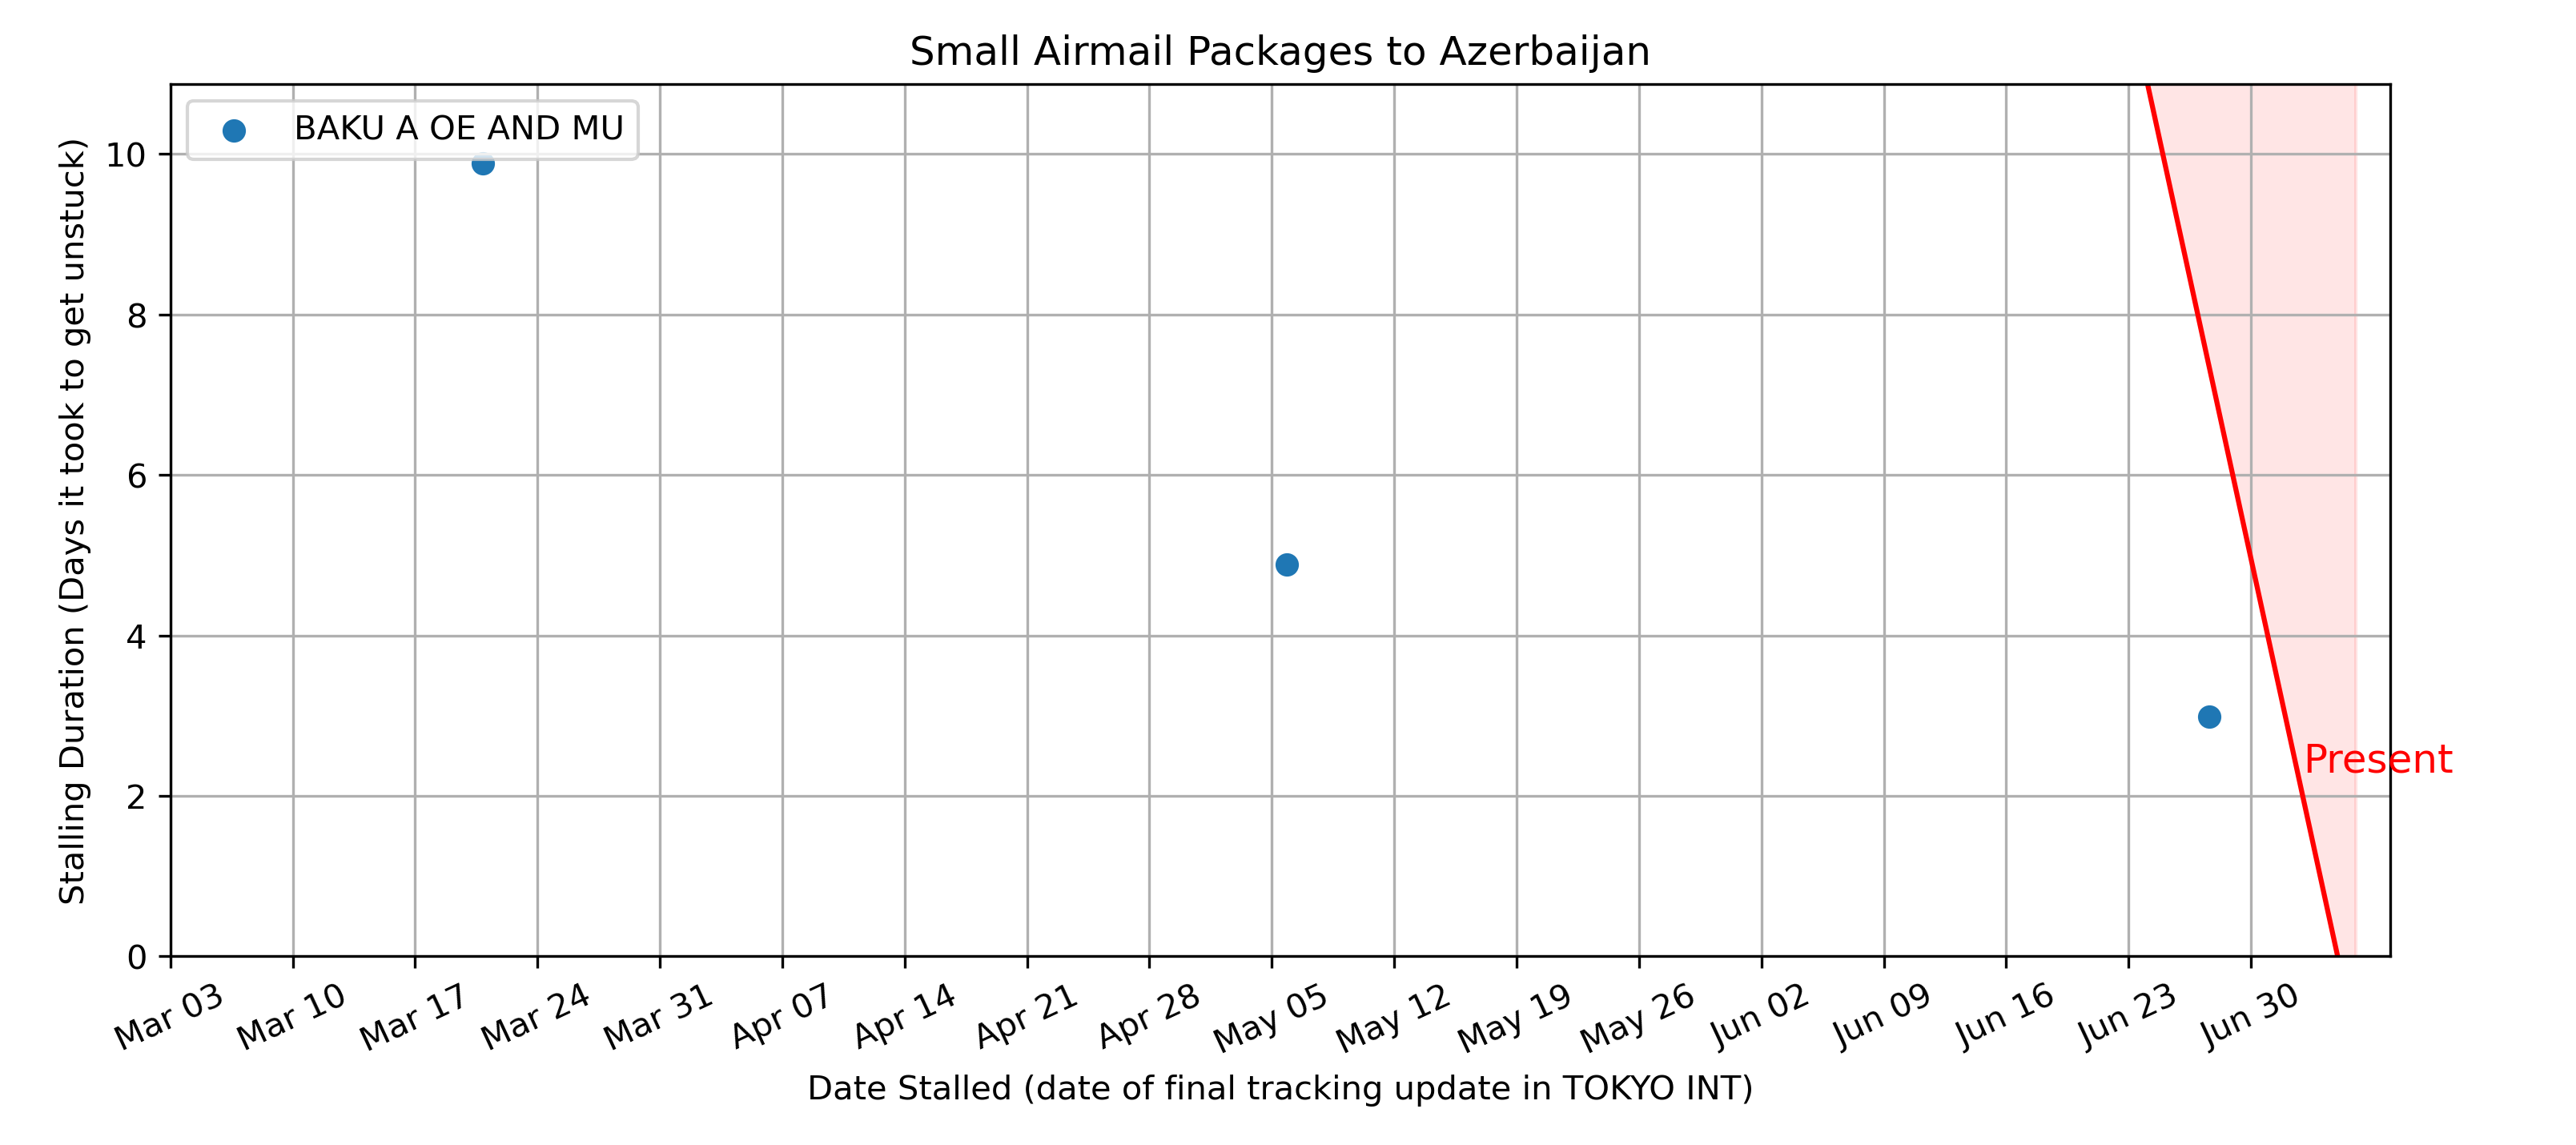 Small Airmail Packages to Azerbaijan
BAKU A OE AND MU
Stalling Duration (Days it took to get unstuck)
10
8
6
4
2
0
Present
Mar 03
Mar 10
Mar 17
Mar 24
Mar 31
Apr 07
Apr 14
Apr 21
Apr 28
May 05
May 12
May 19
May 26
Jun 02
Jun 09
Jun 16
Jun 23
Jun 30
Date Stalled (date of final tracking update in TOKYO INT)